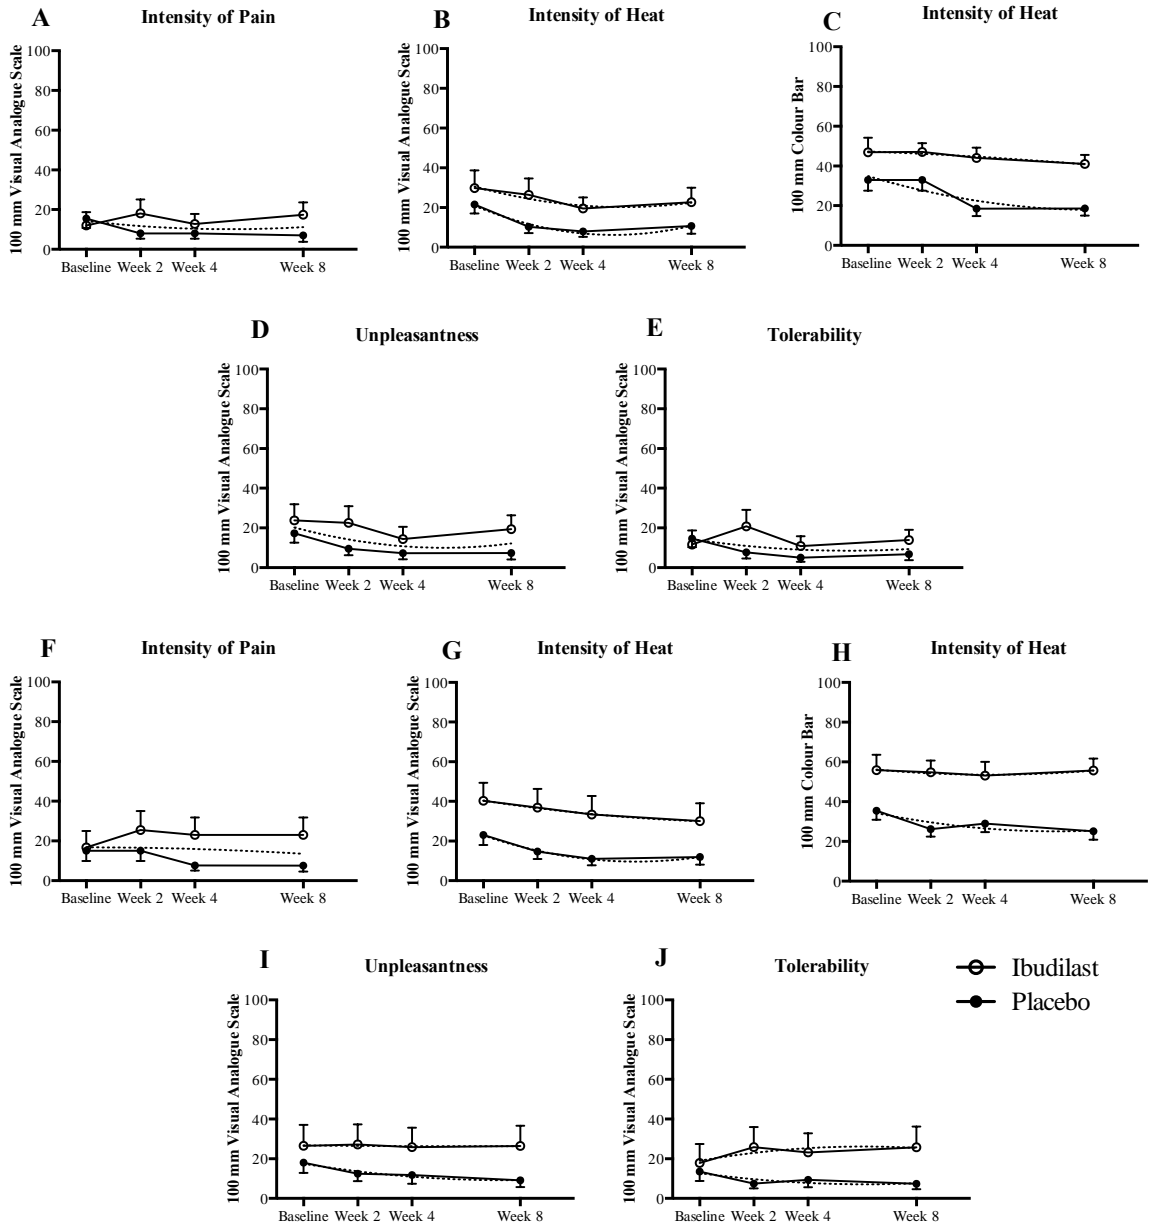 A
Intensity of Pain
100 mm Visual Analogue Scale
100
80
60
40
20
0
Baseline Week 2 Week 4 Week 8
B
Intensity of Heat
100 mm Visual Analogue Scale
100
80
60
40
20
0
Baseline Week 2 Week 4 Week 8
C
Intensity of Heat
100 mm Colour Bar
100
80
60
40
20
0
Baseline Week 2 Week 4 Week 8
D
Unpleasantness
100 mm Visual Analogue Scale
100
80
60
40
20
0
Baseline Week 2 Week 4 Week 8
E
Tolerability
100 mm Visual Analogue Scale
100
80
60
40
20
0
Baseline Week 2 Week 4 Week 8
F
Intensity of Pain
100 mm Visual Analogue Scale
100
80
60
40
20
0
Baseline Week 2 Week 4 Week 8
G
Intensity of Heat
100 mm Visual Analogue Scale
100
80
60
40
20
0
Baseline Week 2 Week 4 Week 8
H
Intensity of Heat
100 mm Colour Bar
100
80
60
40
20
0
Baseline Week 2 Week 4 Week 8
I
Unpleasantness
100 mm Visual Analogue Scale
100
80
60
40
20
0
Baseline Week 2 Week 4 Week 8
J
Tolerability
100 mm Visual Analogue Scale
100
80
60
40
20
0
Baseline Week 2 Week 4 Week 8
Ibudilast
Placebo